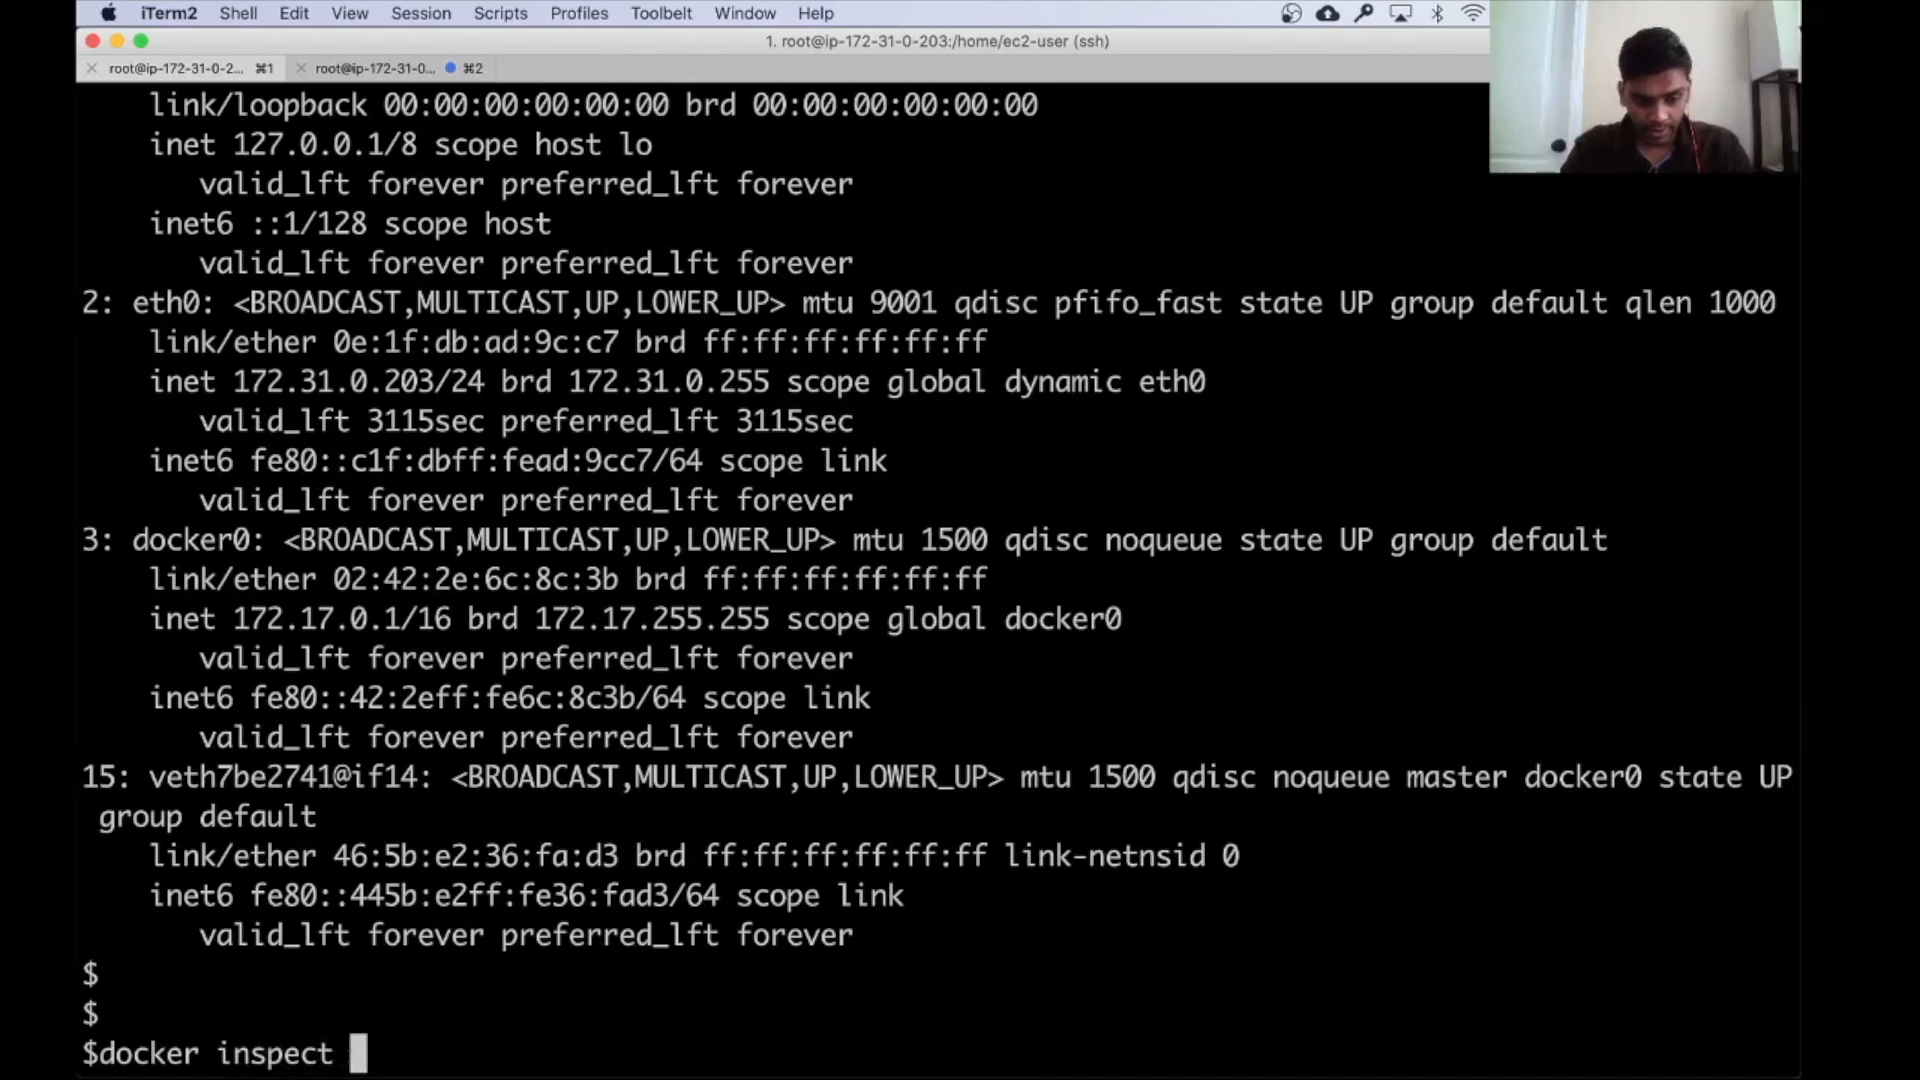 iTerm2 Shell Edit View Session Scripts Profiles Toolbelt Window Help
1. root@ip-172-31-0-203:/home/ec2-user (ssh)
root@ip-172-31-0-2... ⌘1 root@ip-172-31-0... ⌘2
link/loopback 00:00:00:00:00:00 brd 00:00:00:00:00:00
inet 127.0.0.1/8 scope host lo
valid_lft forever preferred_lft forever
inet6 ::1/128 scope host
valid_lft forever preferred_lft forever
2: eth0: <BROADCAST,MULTICAST,UP,LOWER_UP> mtu 9001 qdisc pfifo_fast state UP group default qlen 1000
link/ether 0e:1f:db:ad:9c:c7 brd ff:ff:ff:ff:ff:ff
inet 172.31.0.203/24 brd 172.31.0.255 scope global dynamic eth0
valid_lft 3115sec preferred_lft 3115sec
inet6 fe80::c1f:dbff:fead:9cc7/64 scope link
valid_lft forever preferred_lft forever
3: docker0: <BROADCAST,MULTICAST,UP,LOWER_UP> mtu 1500 qdisc noqueue state UP group default
link/ether 02:42:2e:6c:8c:3b brd ff:ff:ff:ff:ff:ff
inet 172.17.0.1/16 brd 172.17.255.255 scope global docker0
valid_lft forever preferred_lft forever
inet6 fe80::42:2eff:fe6c:8c3b/64 scope link
valid_lft forever preferred_lft forever
15: veth7be2741@if14: <BROADCAST,MULTICAST,UP,LOWER_UP> mtu 1500 qdisc noqueue master docker0 state UP
group default
link/ether 46:5b:e2:36:fa:d3 brd ff:ff:ff:ff:ff:ff link-netnsid 0
inet6 fe80::445b:e2ff:fe36:fad3/64 scope link
valid_lft forever preferred_lft forever
$
$
$docker inspect